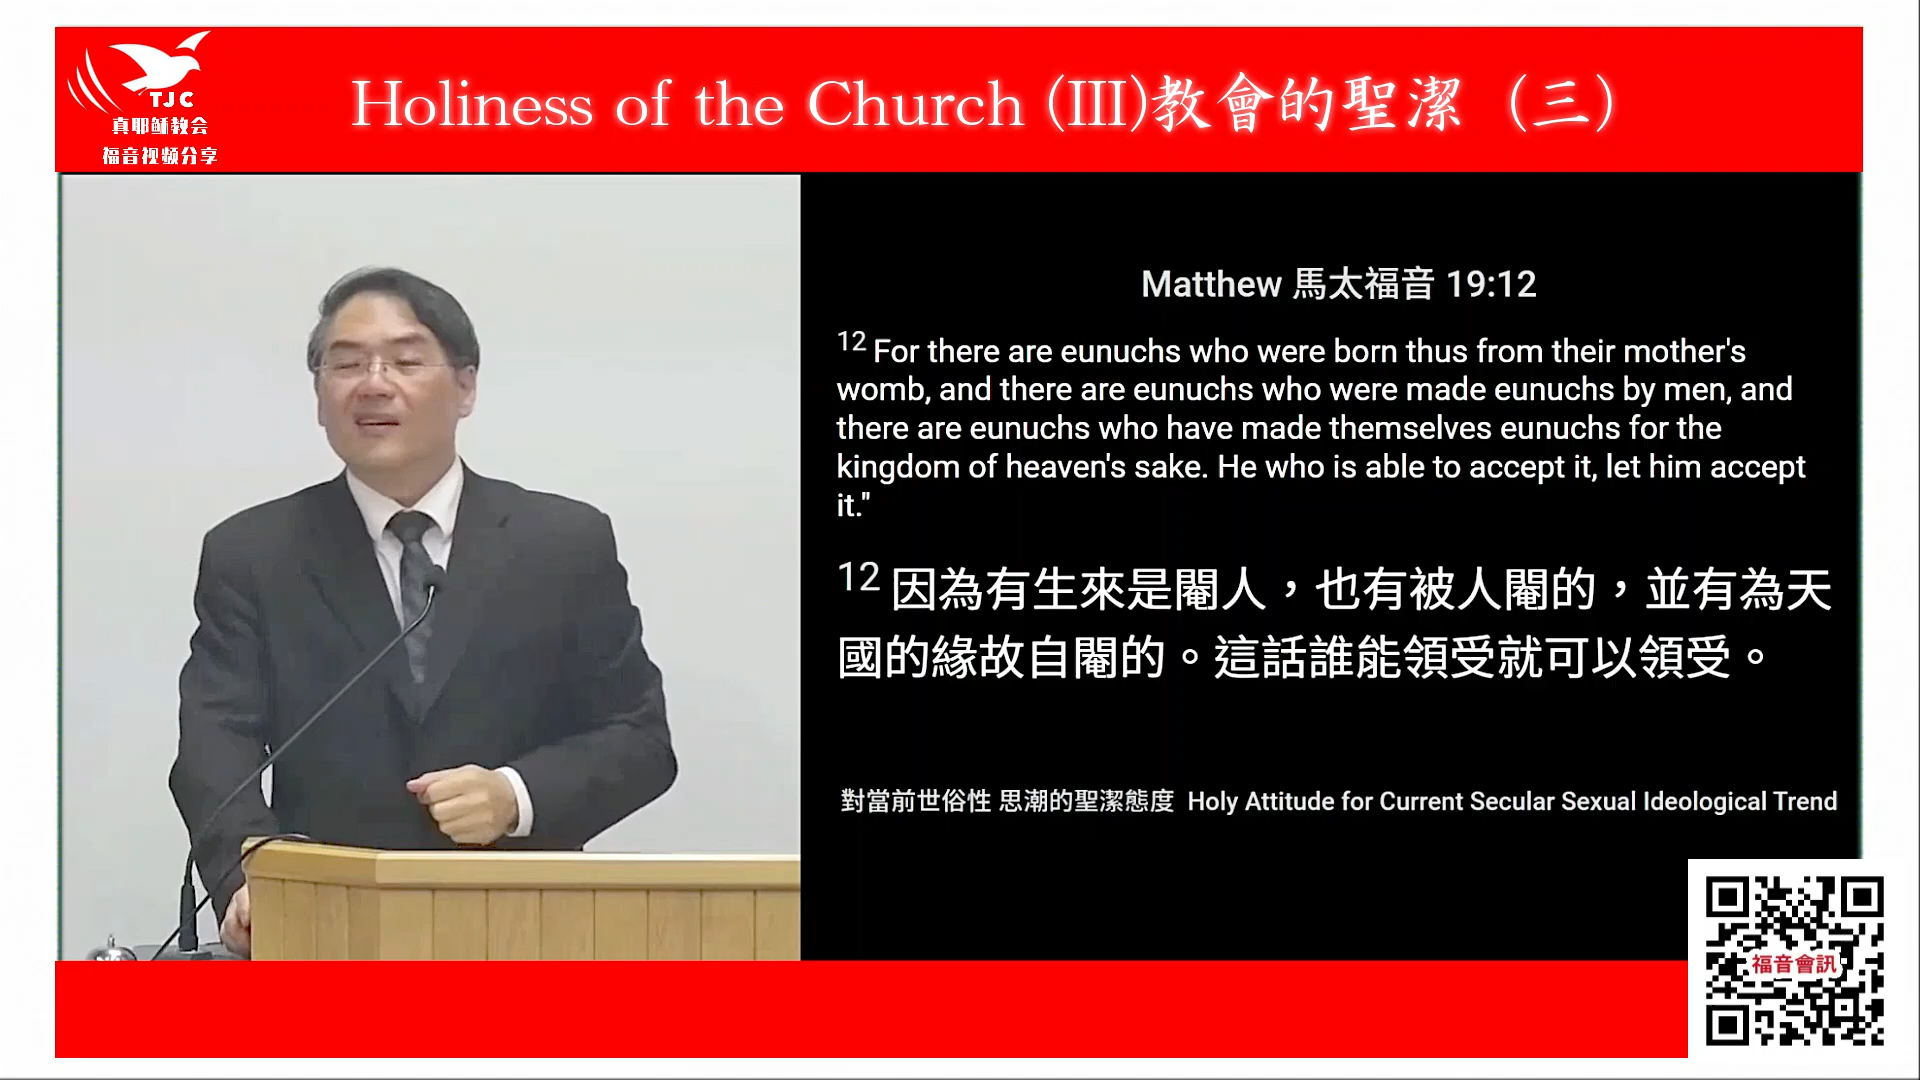 TJC
真耶稣教会
福音视频分享
Holiness of the Church (III)教會的聖潔（三）
Matthew 馬太福音 19:12
12 For there are eunuchs who were born thus from their mother's
womb, and there are eunuchs who were made eunuchs by men, and
there are eunuchs who have made themselves eunuchs for the
kingdom of heaven's sake. He who is able to accept it, let him accept
it."
12 因為有生來是閹人，也有被人閹的，並有為天
國的緣故自閹的。這話誰能領受就可以領受。
對當前世俗性 思潮的聖潔態度 Holy Attitude for Current Secular Sexual Ideological Trend
福音會訊